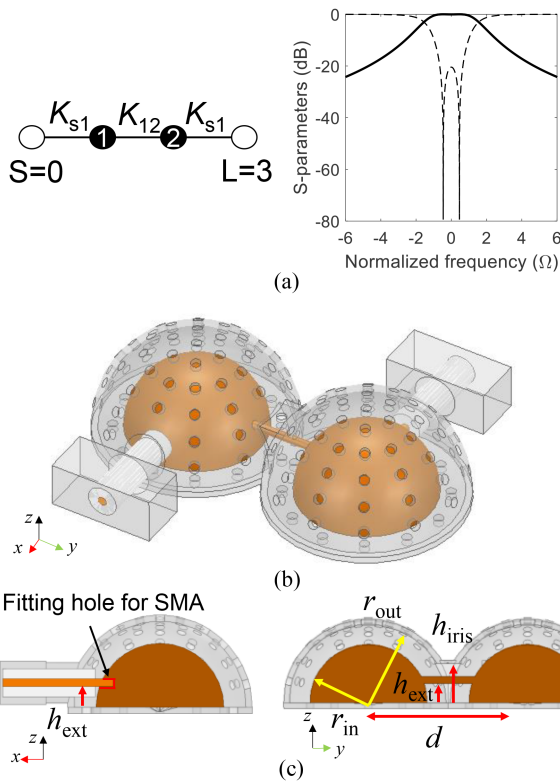 K_s1 K_12 K_s1
1 2
S=0 L=3
0
-20
-40
-60
-80
S-parameters (dB)
-6 -4 -2 0 2 4 6
Normalized frequency (Ω)
(a)
z
x y
(b)
Fitting hole for SMA
h_ext
z
x
r_out
h_iris
h_ext
r_in
d
z
y
(c)